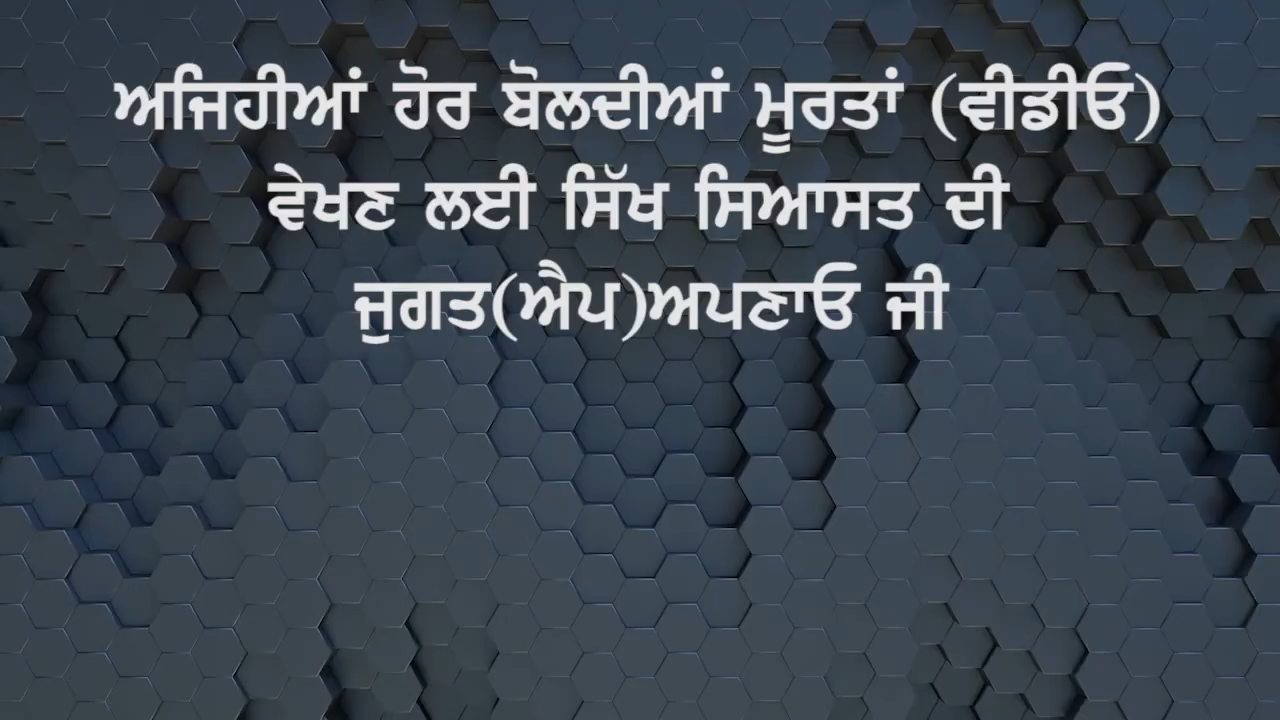 ਅਜਿਹੀਆਂ ਹੋਰ ਬੋਲਦੀਆਂ ਮੂਰਤਾਂ (ਵੀਡੀਓ)
ਵੇਖਣ ਲਈ ਸਿੱਖ ਸਿਆਸਤ ਦੀ
ਜੁਗਤ(ਐਪ)ਅਪਣਾਓ ਜੀ